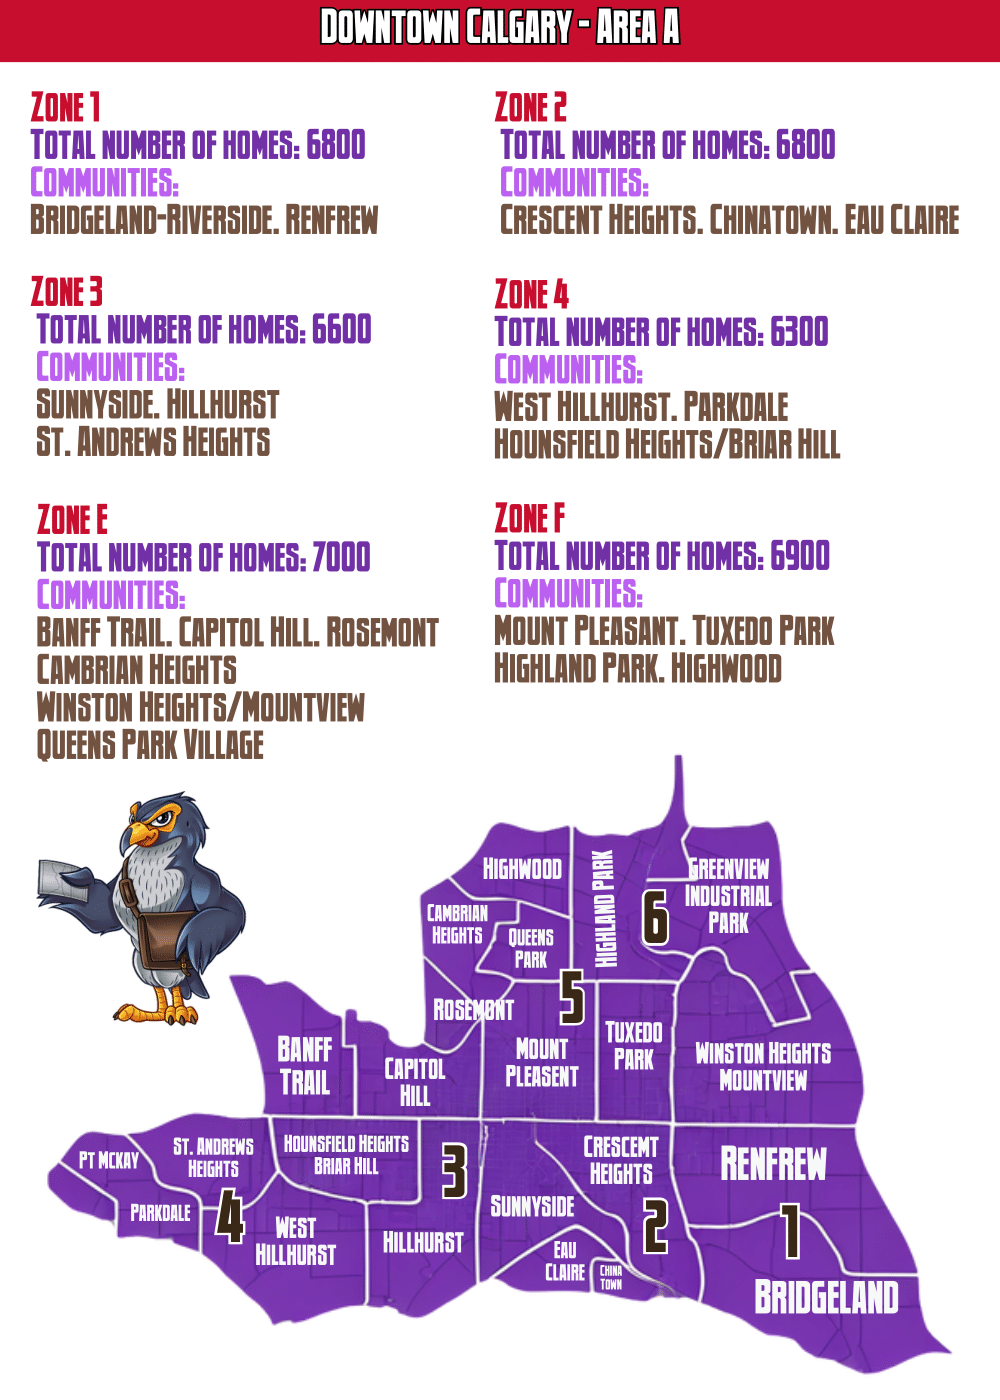 Downtown Calgary - Area A
Zone 1
Total number of homes: 6800
Communities:
Bridgeland-Riverside. Renfrew
Zone 2
Total number of homes: 6800
Communities:
Crescent Heights. Chinatown. Eau Claire
Zone 3
Total number of homes: 6600
Communities:
Sunnyside. Hillhurst
St. Andrews Heights
Zone 4
Total number of homes: 6300
Communities:
West Hillhurst. Parkdale
Hounsfield Heights/Briar Hill
Zone E
Total number of homes: 7000
Communities:
Banff Trail. Capitol Hill. Rosemont
Cambrian Heights
Winston Heights/Mountview
Queens Park Village
Zone F
Total number of homes: 6900
Communities:
Mount Pleasant. Tuxedo Park
Highland Park. Highwood
Highwood
Highland Park
6
Greenview
Industrial
Park
Cambrian
Heights
Queens
Park
5
Rosemont
Banff
Trail
Capitol
Hill
Mount
Pleasent
Tuxedo
Park
Winston Heights
Mountview
Pt McKay
St. Andrews
Heights
Hounsfield Heights
Briar Hill
3
Crescemt
Heights
Renfrew
Parkdale
4
West
Hillhurst
Hillhurst
Sunnyside
2
1
Eau
Claire
China
Town
Bridgeland